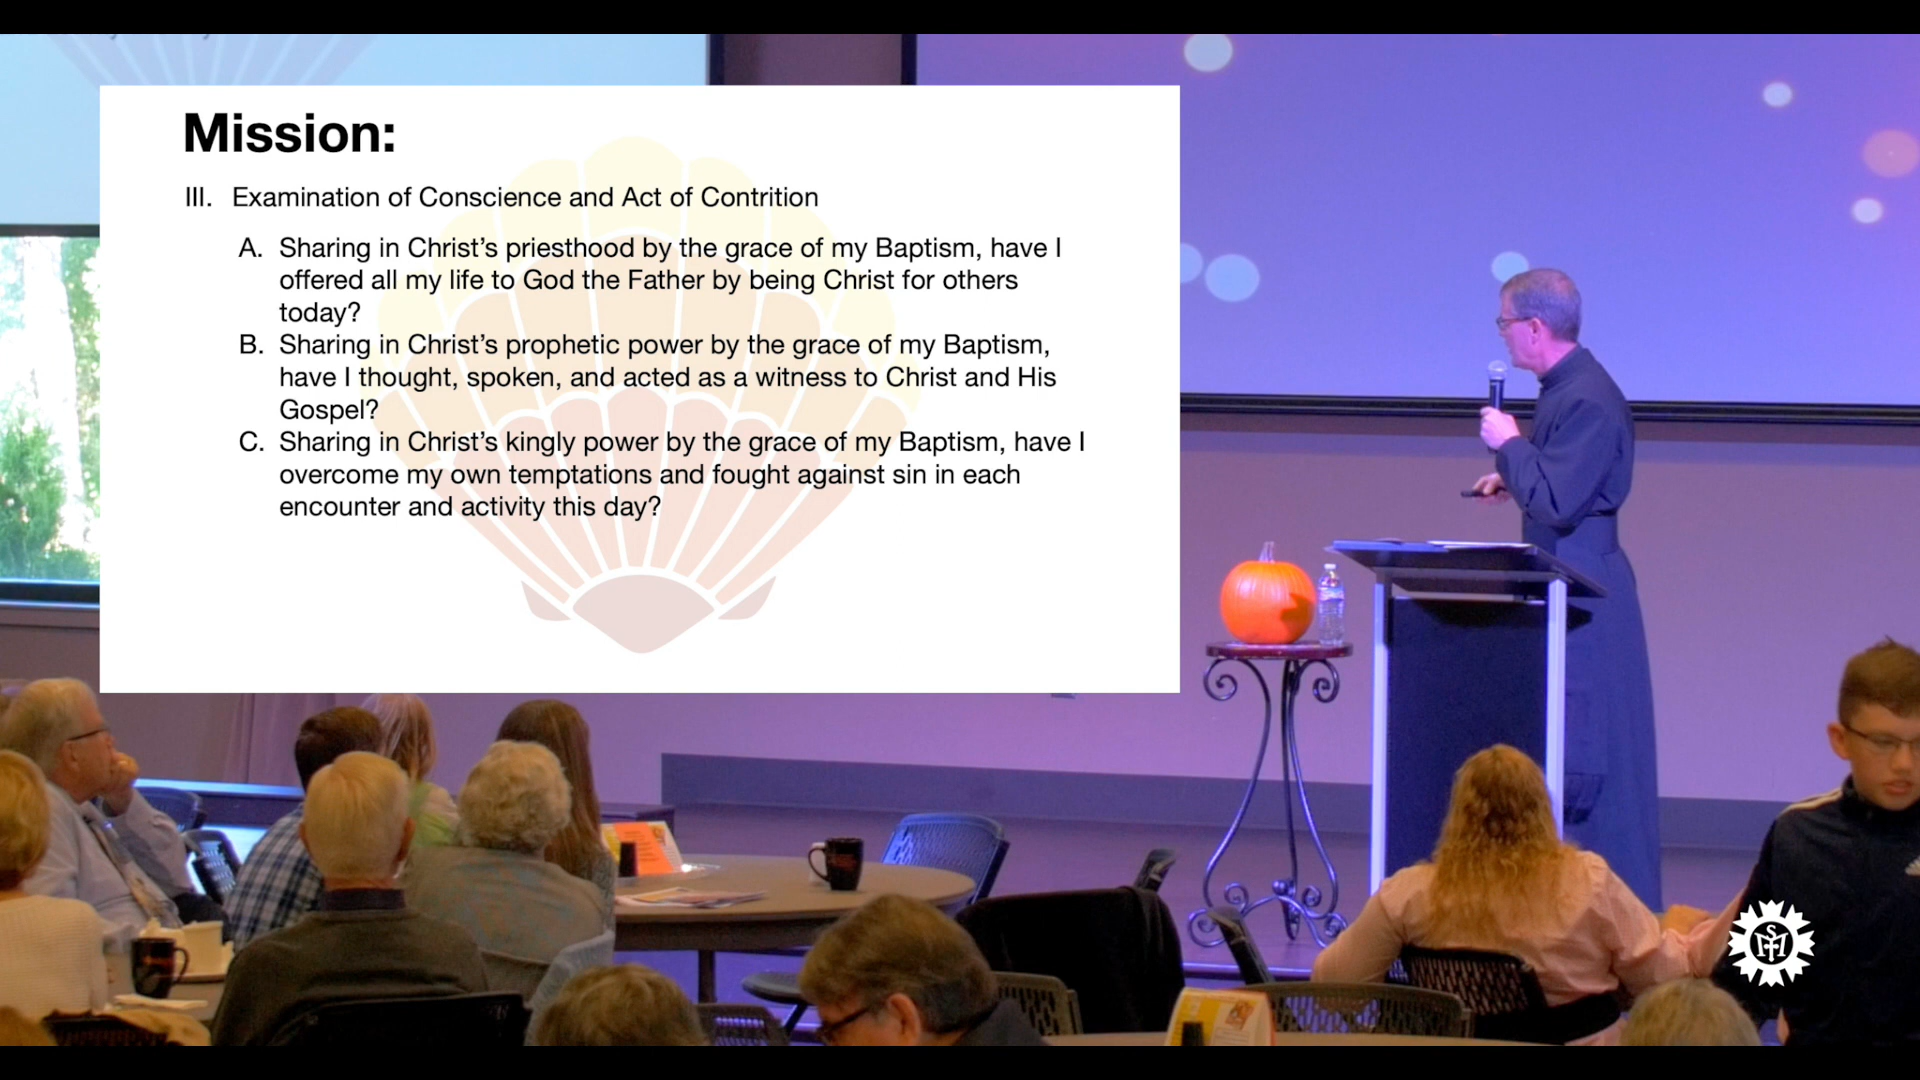 Mission:
III. Examination of Conscience and Act of Contrition
A. Sharing in Christ’s priesthood by the grace of my Baptism, have I
offered all my life to God the Father by being Christ for others
today?
B. Sharing in Christ’s prophetic power by the grace of my Baptism,
have I thought, spoken, and acted as a witness to Christ and His
Gospel?
C. Sharing in Christ’s kingly power by the grace of my Baptism, have I
overcome my own temptations and fought against sin in each
encounter and activity this day?